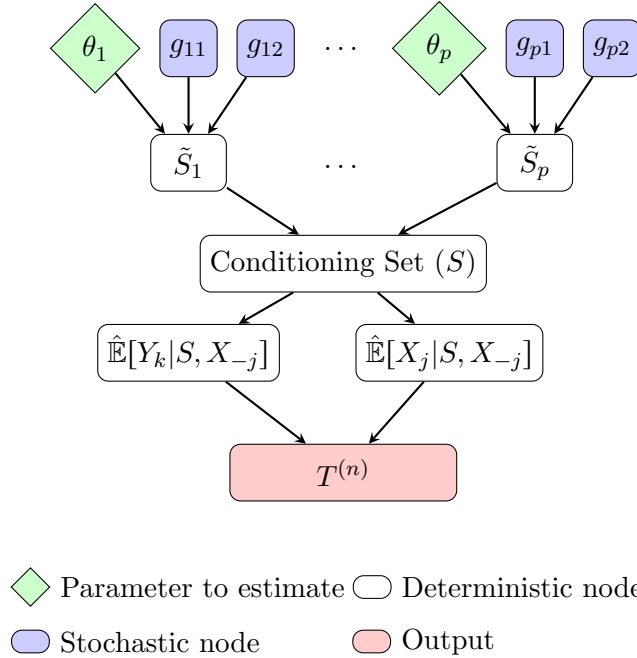 θ₁ g₁₁ g₁₂ ... θₚ gₚ₁ gₚ₂
S̃₁ ... S̃ₚ
Conditioning Set (S)
𝔼̂[Yₖ|S, X₋ⱼ] 𝔼̂[Xⱼ|S, X₋ⱼ]
T⁽ⁿ⁾
Parameter to estimate Deterministic node
Stochastic node Output